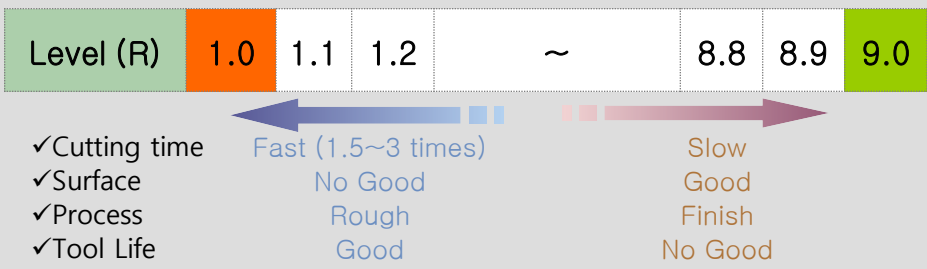 Level (R) 1.0 1.1 1.2 ~ 8.8 8.9 9.0
✓Cutting time Fast (1.5~3 times) Slow
✓Surface No Good Good
✓Process Rough Finish
✓Tool Life Good No Good